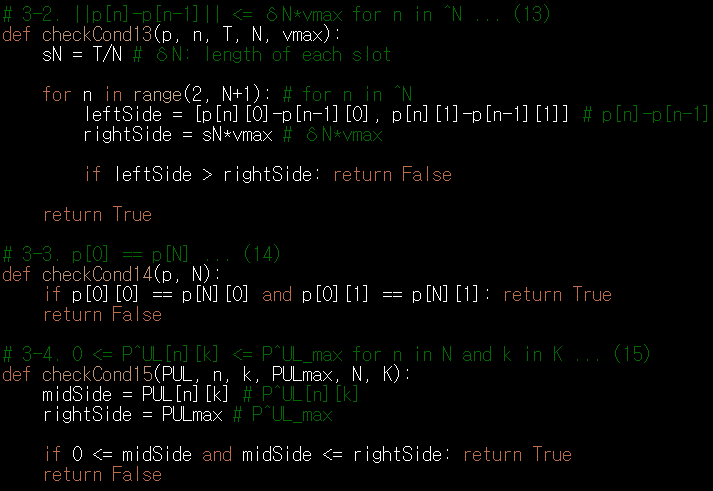 # 3-2. ||p[n]-p[n-1]|| <= δN*vmax for n in ^N ... (13)
def checkCond13(p, n, T, N, vmax):
    sN = T/N # δN: length of each slot

    for n in range(2, N+1): # for n in ^N
        leftSide = [p[n][0]-p[n-1][0], p[n][1]-p[n-1][1]] # p[n]-p[n-1]
        rightSide = sN*vmax # δN*vmax

        if leftSide > rightSide: return False

    return True

# 3-3. p[0] == p[N] ... (14)
def checkCond14(p, N):
    if p[0][0] == p[N][0] and p[0][1] == p[N][1]: return True
    return False

# 3-4. 0 <= P^UL[n][k] <= P^UL_max for n in N and k in K ... (15)
def checkCond15(PUL, n, k, PULmax, N, K):
    midSide = PUL[n][k] # P^UL[n][k]
    rightSide = PULmax # P^UL_max

    if 0 <= midSide and midSide <= rightSide: return True
    return False